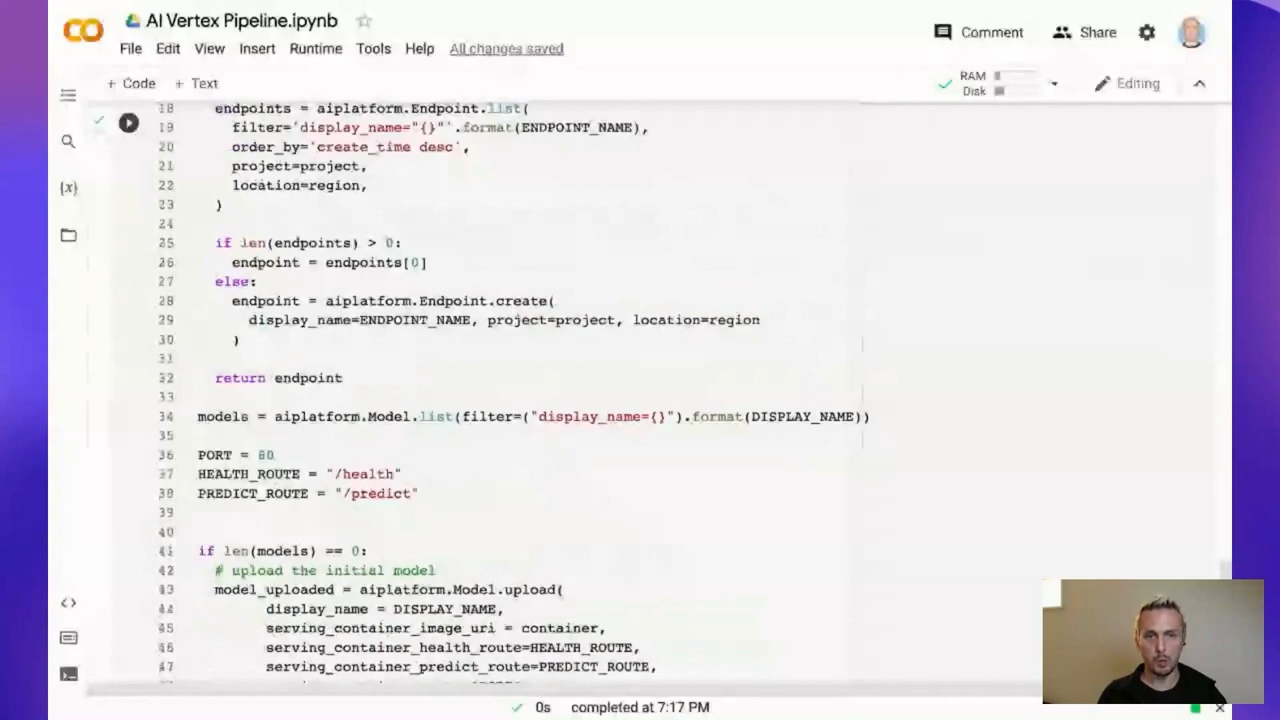 AI Vertex Pipeline.ipynb
File Edit View Insert Runtime Tools Help All changes saved
Comment Share
+ Code + Text
RAM
Disk
Editing
18 endpoints = aiplatform.Endpoint.list(
19 filter='display_name="{}"'.format(ENDPOINT_NAME),
20 order_by='create_time desc',
21 project=project,
22 location=region,
23 )
24
25 if len(endpoints) > 0:
26 endpoint = endpoints[0]
27 else:
28 endpoint = aiplatform.Endpoint.create(
29 display_name=ENDPOINT_NAME, project=project, location=region
30 )
31
32 return endpoint
33
34 models = aiplatform.Model.list(filter=("display_name={}").format(DISPLAY_NAME))
35
36 PORT = 80
37 HEALTH_ROUTE = "/health"
38 PREDICT_ROUTE = "/predict"
39
40
41 if len(models) == 0:
42 # upload the initial model
43 model_uploaded = aiplatform.Model.upload(
44 display_name = DISPLAY_NAME,
45 serving_container_image_uri = container,
46 serving_container_health_route=HEALTH_ROUTE,
47 serving_container_predict_route=PREDICT_ROUTE,
0s completed at 7:17 PM